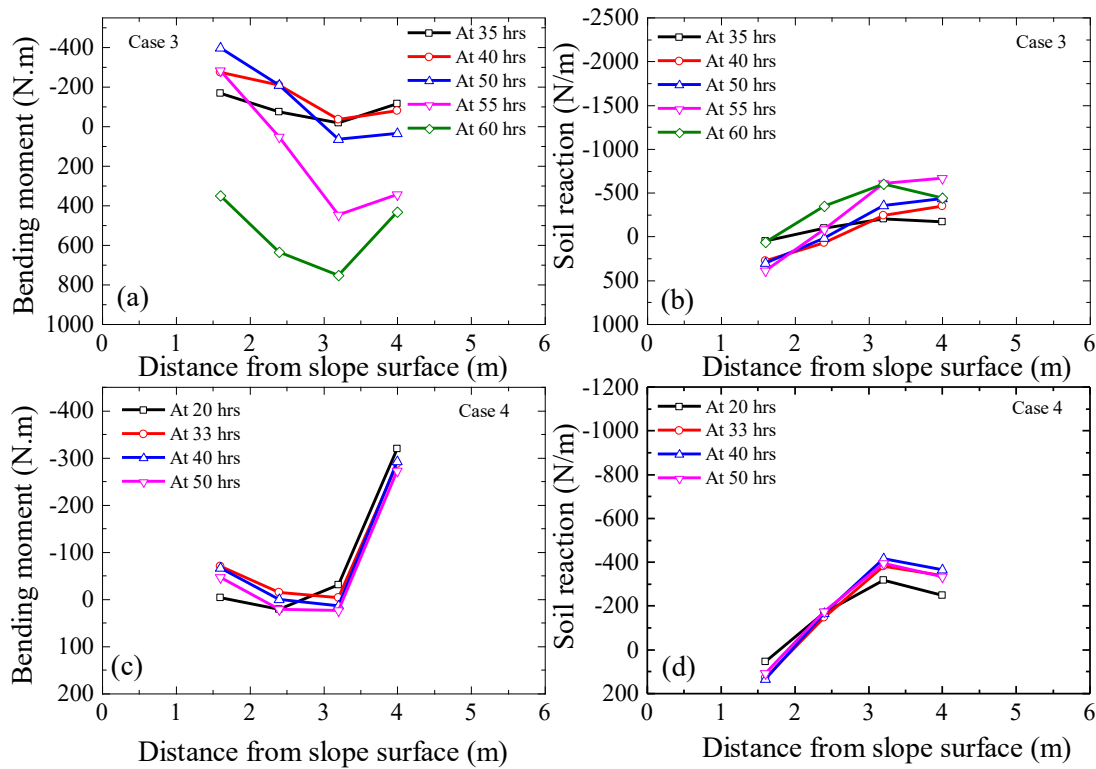 Bending moment (N.m)
-400
-200
0
200
400
600
800
1000
Case 3
At 35 hrs
At 40 hrs
At 50 hrs
At 55 hrs
At 60 hrs
(a)
0 1 2 3 4 5 6
Distance from slope surface (m)
Soil reaction (N/m)
-2500
-2000
-1500
-1000
-500
0
500
1000
At 35 hrs
At 40 hrs
At 50 hrs
At 55 hrs
At 60 hrs
Case 3
(b)
0 1 2 3 4 5 6
Distance from slope surface (m)
Bending moment (N.m)
-400
-300
-200
-100
0
100
200
At 20 hrs
At 33 hrs
At 40 hrs
At 50 hrs
Case 4
(c)
0 1 2 3 4 5 6
Distance from slope surface (m)
Soil reaction (N/m)
-1200
-1000
-800
-600
-400
-200
0
200
At 20 hrs
At 33 hrs
At 40 hrs
At 50 hrs
Case 4
(d)
0 1 2 3 4 5 6
Distance from slope surface (m)